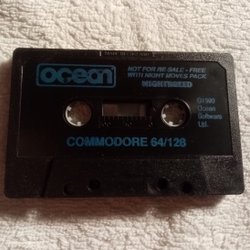 ocean
NOT FOR RE-SALE - FREE
WITH NIGHT MOVES PACK
NIGHTBREED
©1990
Ocean
Software
Ltd.
COMMODORE 64/128